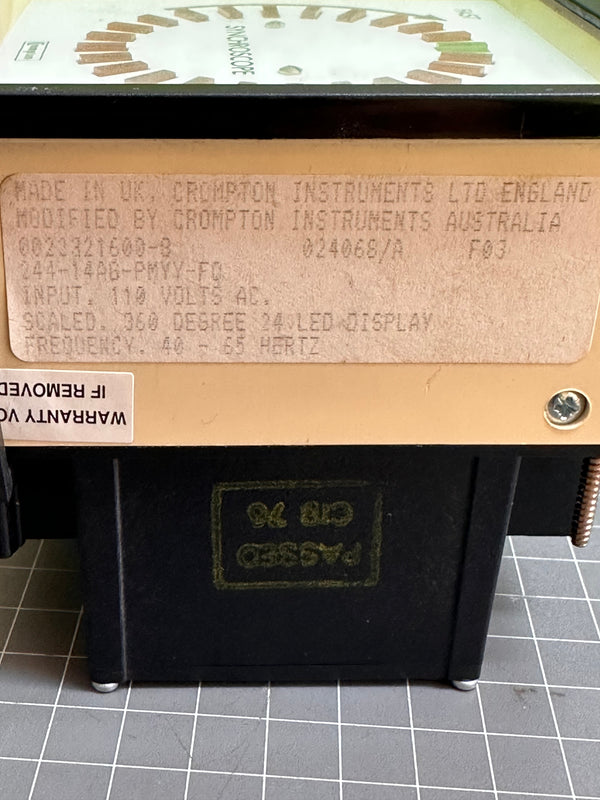 SYNCHROSCOPE
MADE IN UK. CROMPTON INSTRUMENTS LTD ENGLAND
MODIFIED BY CROMPTON INSTRUMENTS AUSTRALIA
0023321600-8 024068/A F03
244-14AG-PMYY-FQ
INPUT. 110 VOLTS AC.
SCALED. 360 DEGREE 24 LED DISPLAY
FREQUENCY. 40 - 65 HERTZ
WARRANTY VO
IF REMOVED
PASSED